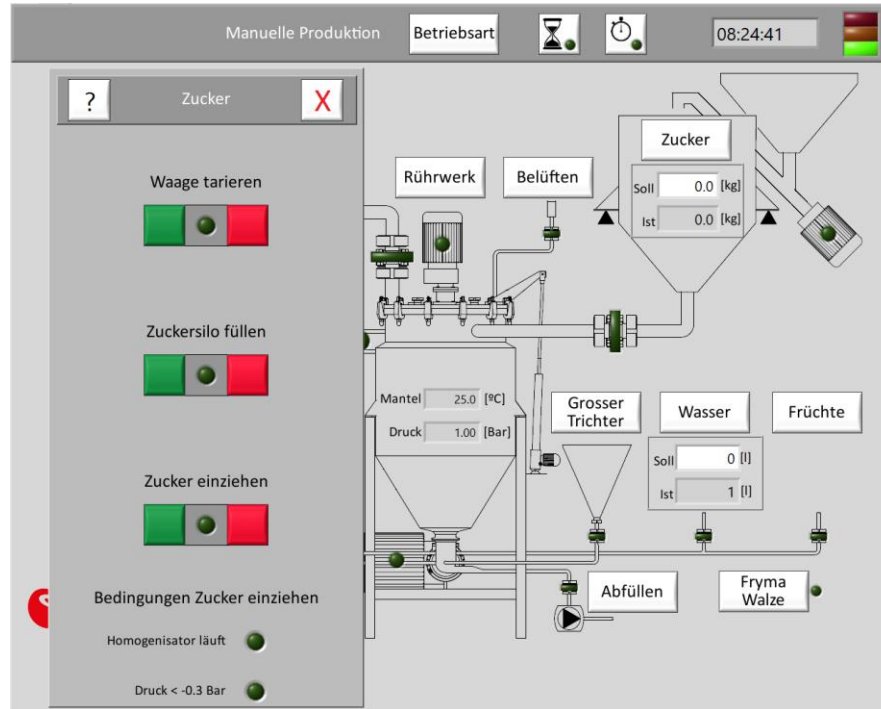 Manuelle Produktion
Betriebsart
08:24:41
?
Zucker
X
Waage tarieren
Zuckersilo füllen
Zucker einziehen
Bedingungen Zucker einziehen
Homogenisator läuft
Druck < -0.3 Bar
Rührwerk
Belüften
Zucker
Soll 0.0 [kg]
Ist 0.0 [kg]
Mantel 25.0 [ºC]
Druck 1.00 [Bar]
Grosser
Trichter
Wasser
Soll 0 [l]
Ist 1 [l]
Früchte
Abfüllen
Fryma
Walze